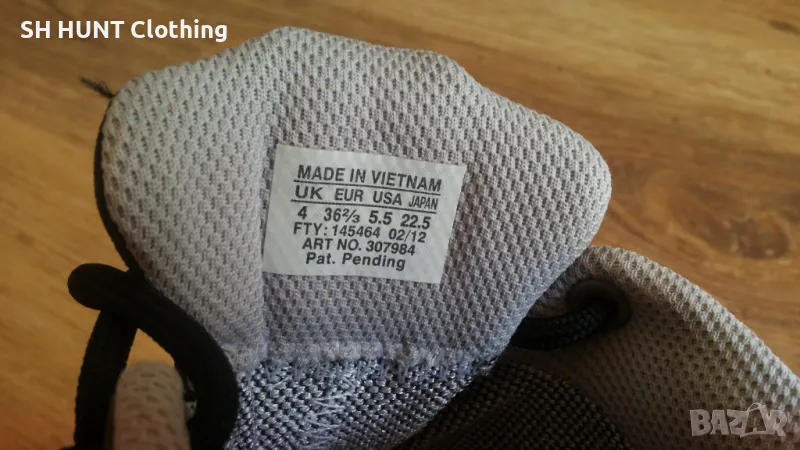 SH HUNT Clothing
MADE IN VIETNAM
UK EUR USA JAPAN
4 36⅔ 5.5 22.5
FTY: 145464 02/12
ART NO. 307984
Pat. Pending
BAZAR